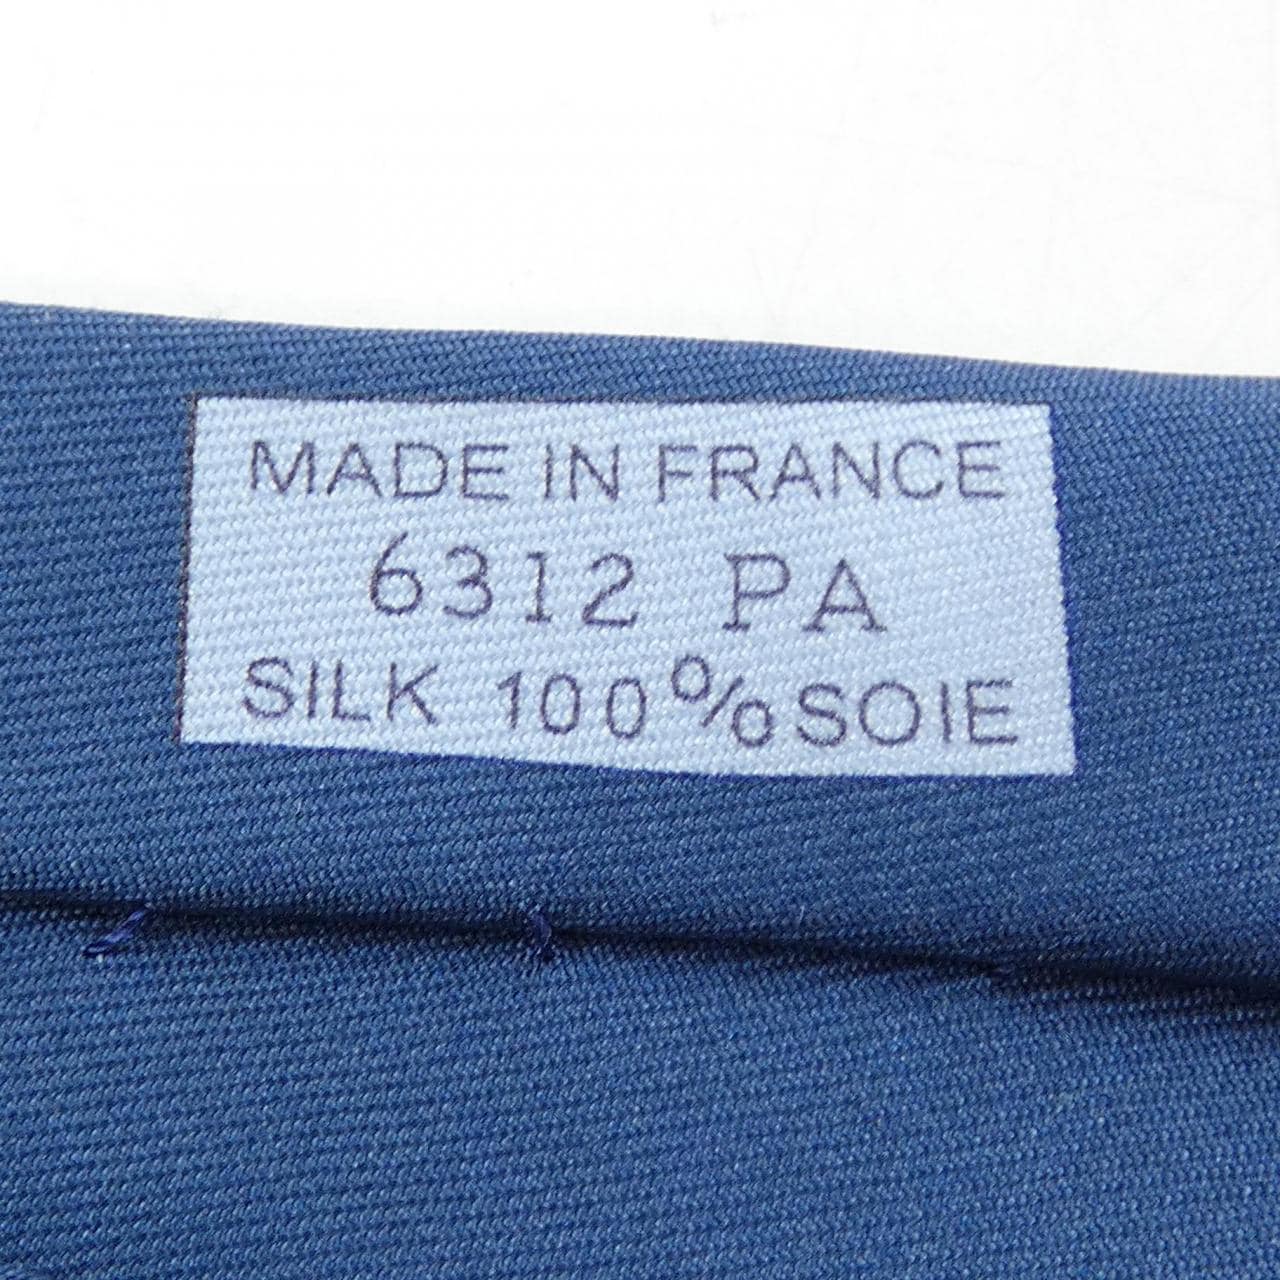 MADE IN FRANCE
6312 PA
SILK 100% SOIE